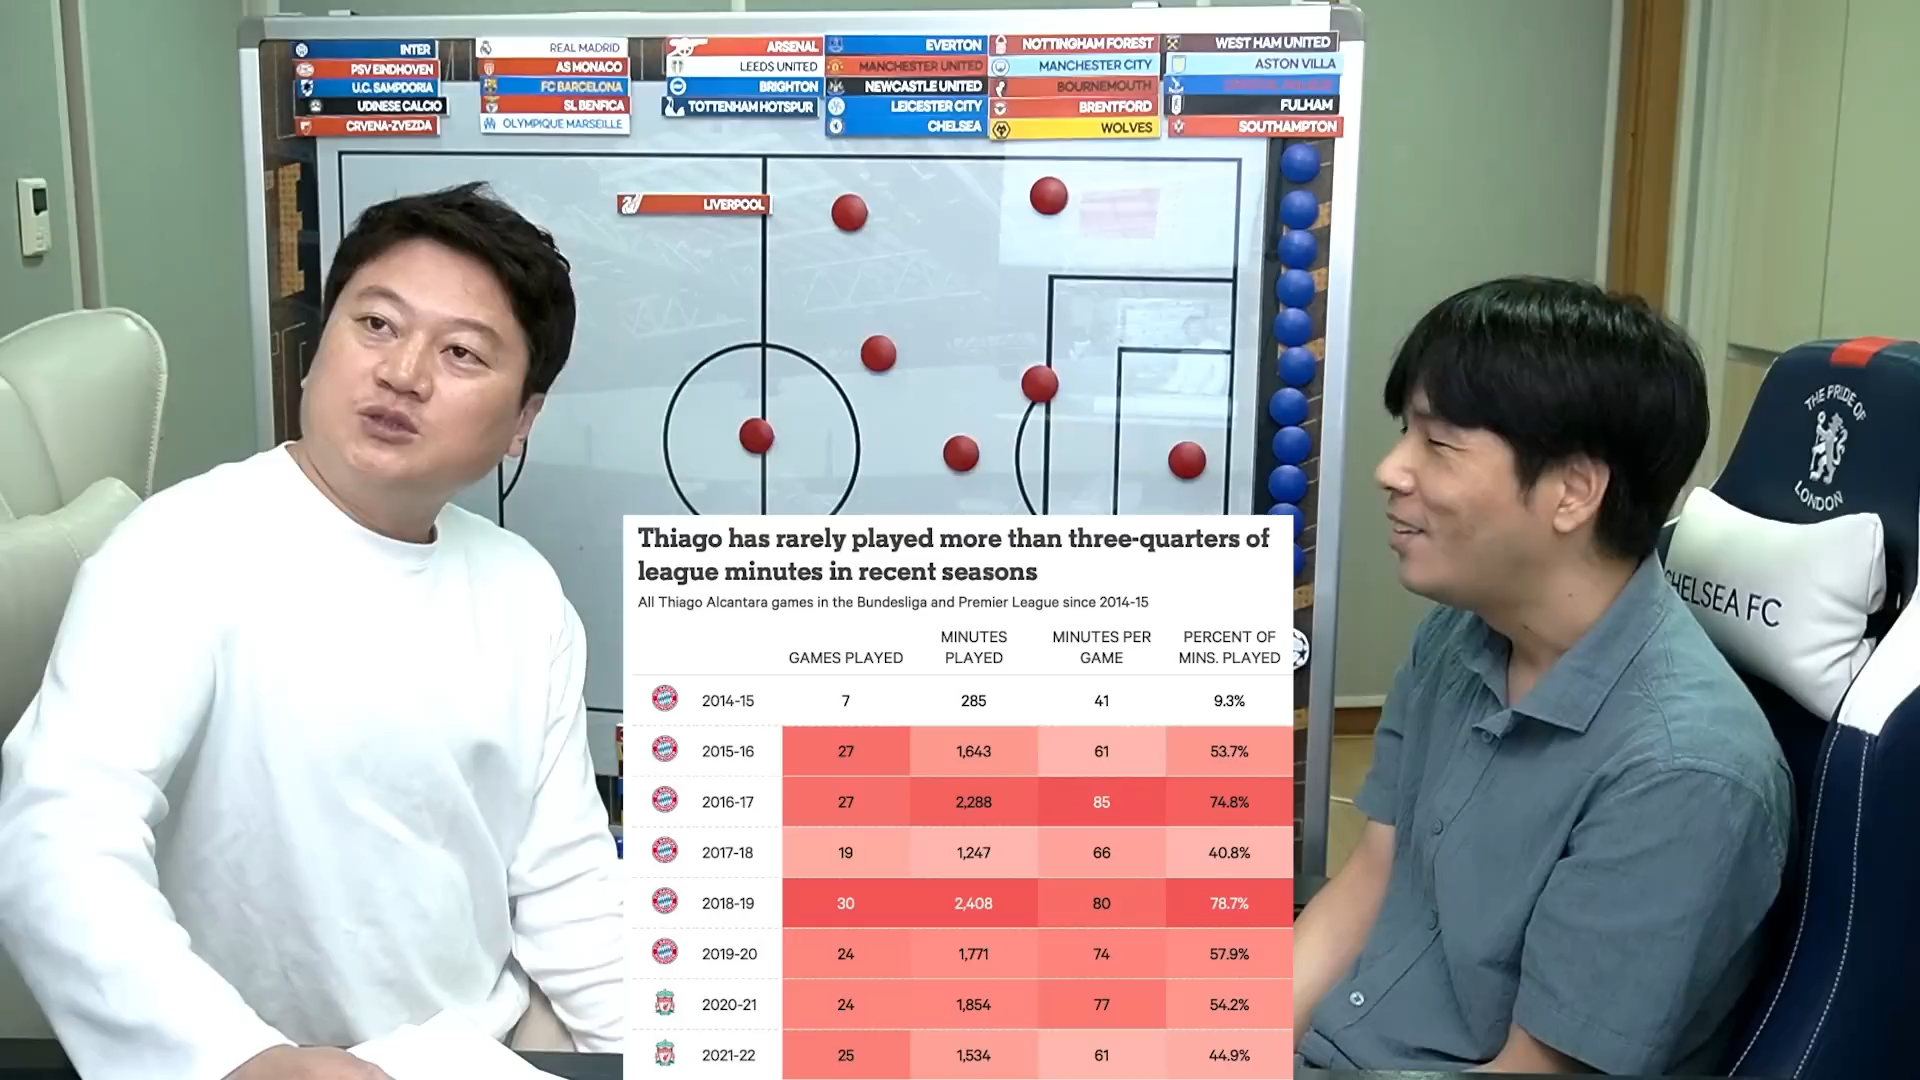 INTER
PSV EINDHOVEN
U.C. SAMPDORIA
UDINESE CALCIO
CRVENA-ZVEZDA
REAL MADRID
AS MONACO
FC BARCELONA
SL BENFICA
OLYMPIQUE MARSEILLE
ARSENAL
LEEDS UNITED
BRIGHTON
TOTTENHAM HOTSPUR
EVERTON
MANCHESTER UNITED
NEWCASTLE UNITED
LEICESTER CITY
CHELSEA
NOTTINGHAM FOREST
MANCHESTER CITY
BOURNEMOUTH
BRENTFORD
WOLVES
WEST HAM UNITED
ASTON VILLA
FULHAM
SOUTHAMPTON
LIVERPOOL
THE PRIDE OF
LONDON
CHELSEA FC
Thiago has rarely played more than three-quarters of
league minutes in recent seasons
All Thiago Alcantara games in the Bundesliga and Premier League since 2014-15
GAMES PLAYED MINUTES PLAYED MINUTES PER GAME PERCENT OF MINS. PLAYED
2014-15 7 285 41 9.3%
2015-16 27 1,643 61 53.7%
2016-17 27 2,288 85 74.8%
2017-18 19 1,247 66 40.8%
2018-19 30 2,408 80 78.7%
2019-20 24 1,771 74 57.9%
2020-21 24 1,854 77 54.2%
2021-22 25 1,534 61 44.9%